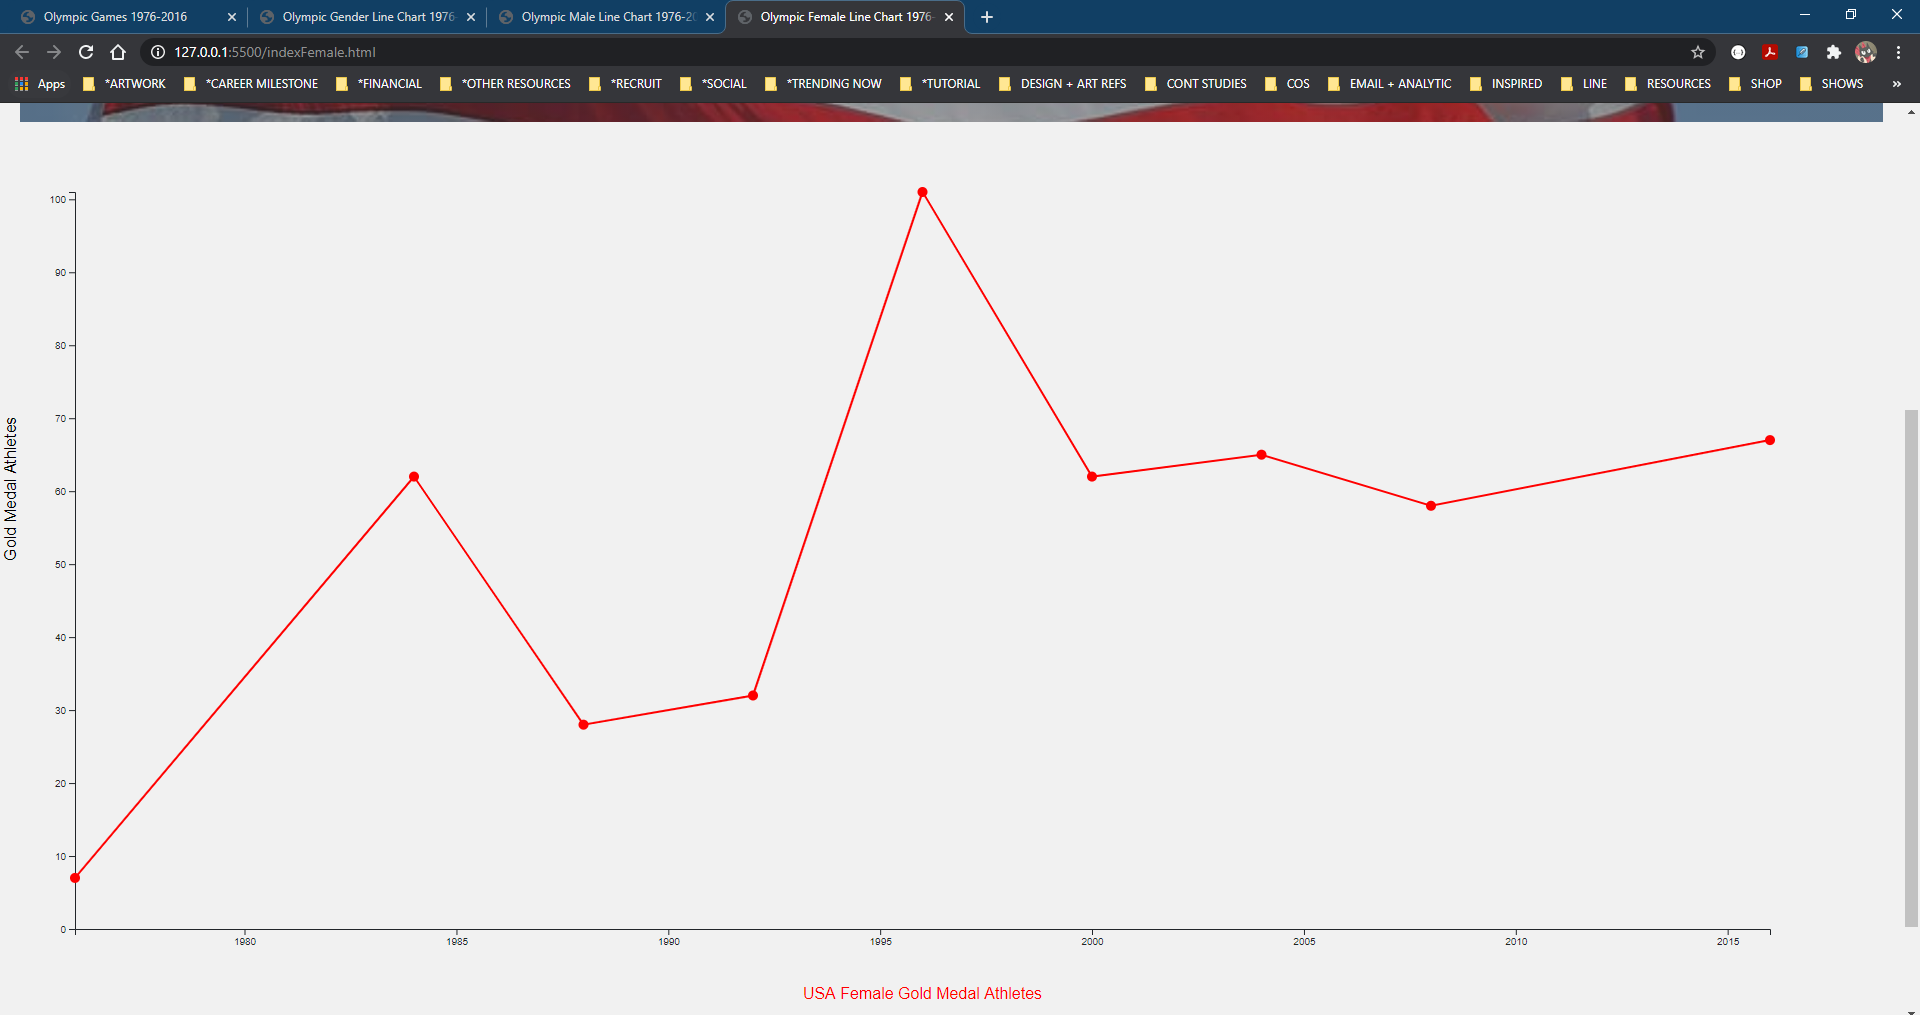 Olympic Games 1976-2016
Olympic Gender Line Chart 1976-
Olympic Male Line Chart 1976-20
Olympic Female Line Chart 1976-
127.0.0.1:5500/indexFemale.html
Apps *ARTWORK *CAREER MILESTONE *FINANCIAL *OTHER RESOURCES *RECRUIT *SOCIAL *TRENDING NOW *TUTORIAL DESIGN + ART REFS CONT STUDIES COS EMAIL + ANALYTIC INSPIRED LINE RESOURCES SHOP SHOWS »
Gold Medal Athletes
100
90
80
70
60
50
40
30
20
10
0
1980 1985 1990 1995 2000 2005 2010 2015
USA Female Gold Medal Athletes